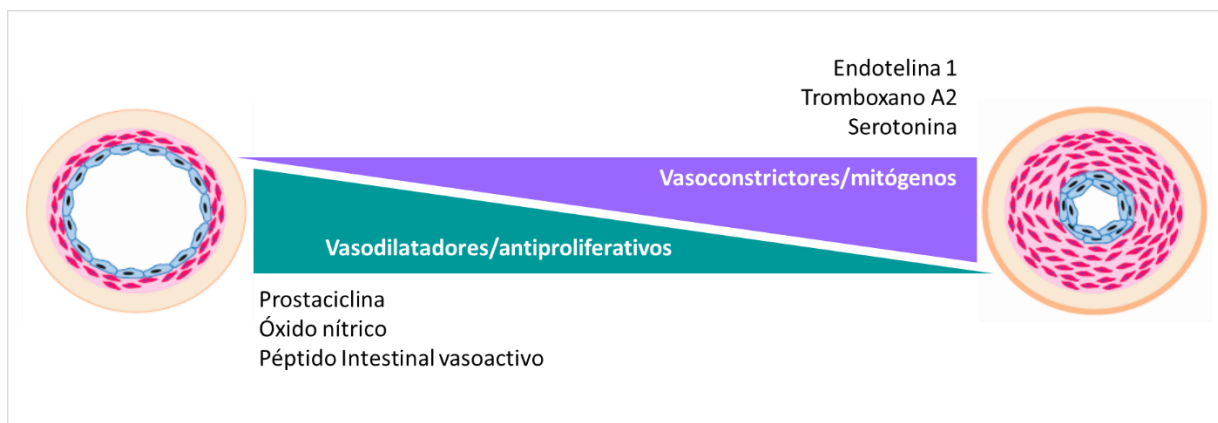 Endotelina 1
Tromboxano A2
Serotonina
Vasoconstrictores/mitógenos
Vasodilatadores/antiproliferativos
Prostaciclina
Óxido nítrico
Péptido Intestinal vasoactivo